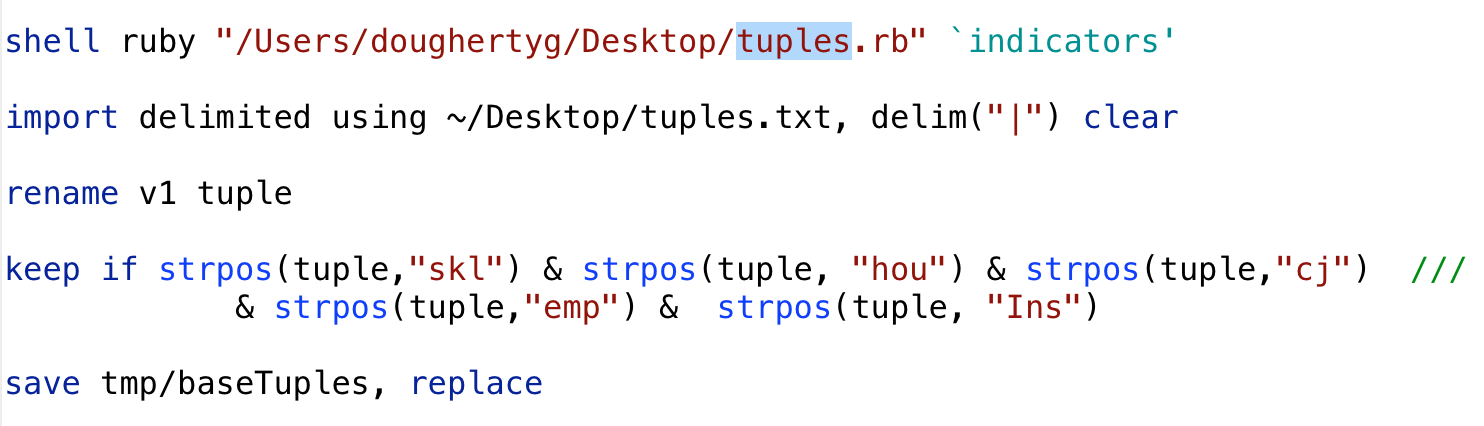 shell ruby "/Users/doughertyg/Desktop/tuples.rb" `indicators'
import delimited using ~/Desktop/tuples.txt, delim("|") clear
rename v1 tuple
keep if strpos(tuple,"skl") & strpos(tuple, "hou") & strpos(tuple,"cj")  ///
& strpos(tuple,"emp") &  strpos(tuple, "Ins")
save tmp/baseTuples, replace